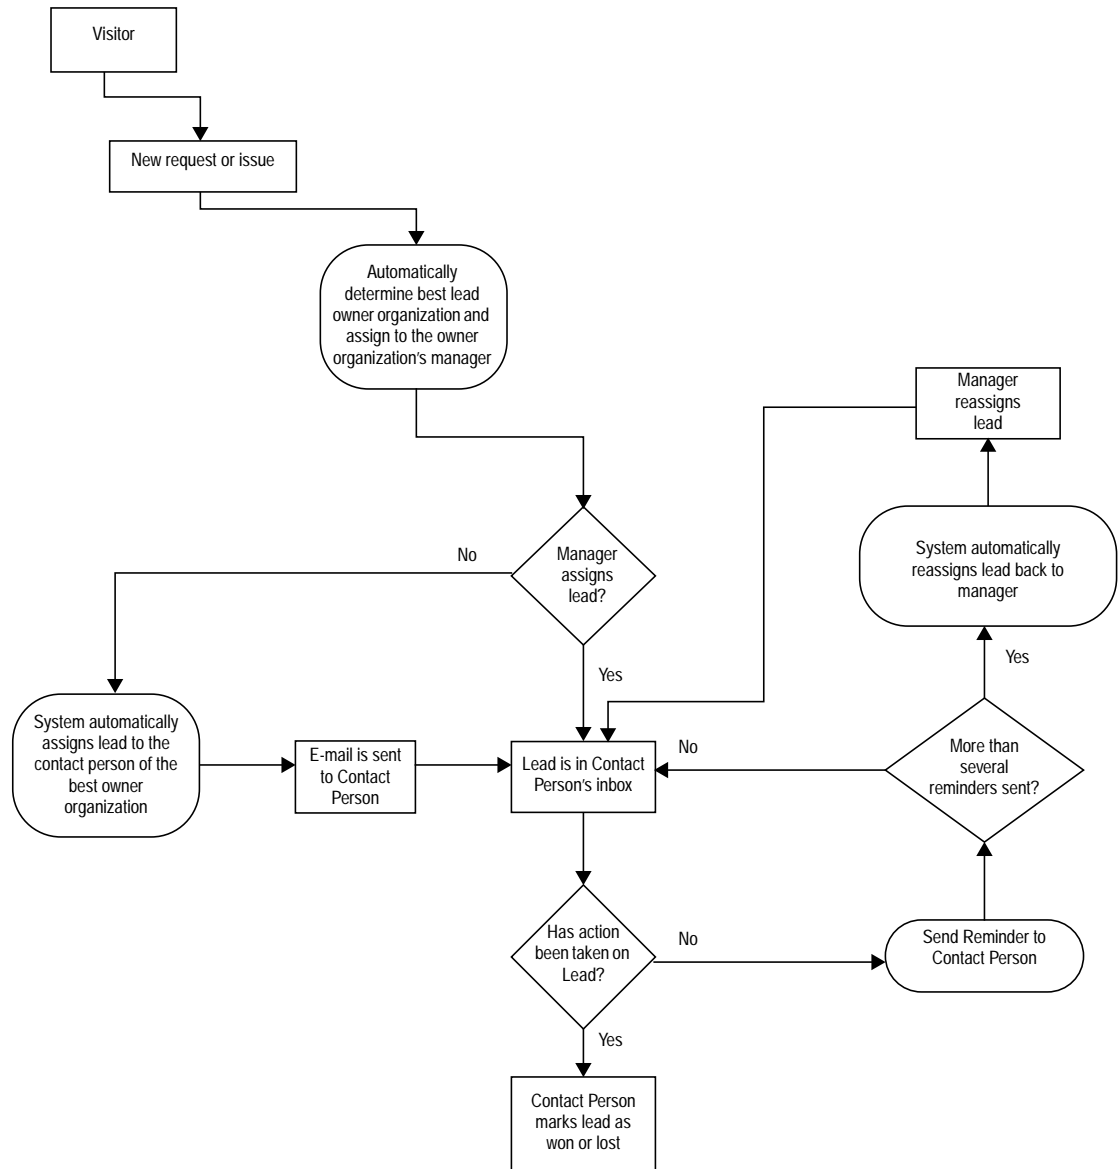 Visitor
New request or issue
Automatically
determine best lead
owner organization and
assign to the owner
organization's manager
Manager
reassigns
lead
System automatically
reassigns lead back to
manager
No
Manager
assigns
lead?
Yes
Yes
System automatically
assigns lead to the
contact person of the
best owner
organization
E-mail is sent
to Contact
Person
Lead is in Contact
Person's inbox
No
More than
several
reminders sent?
Has action
been taken on
Lead?
No
Send Reminder to
Contact Person
Yes
Contact Person
marks lead as
won or lost